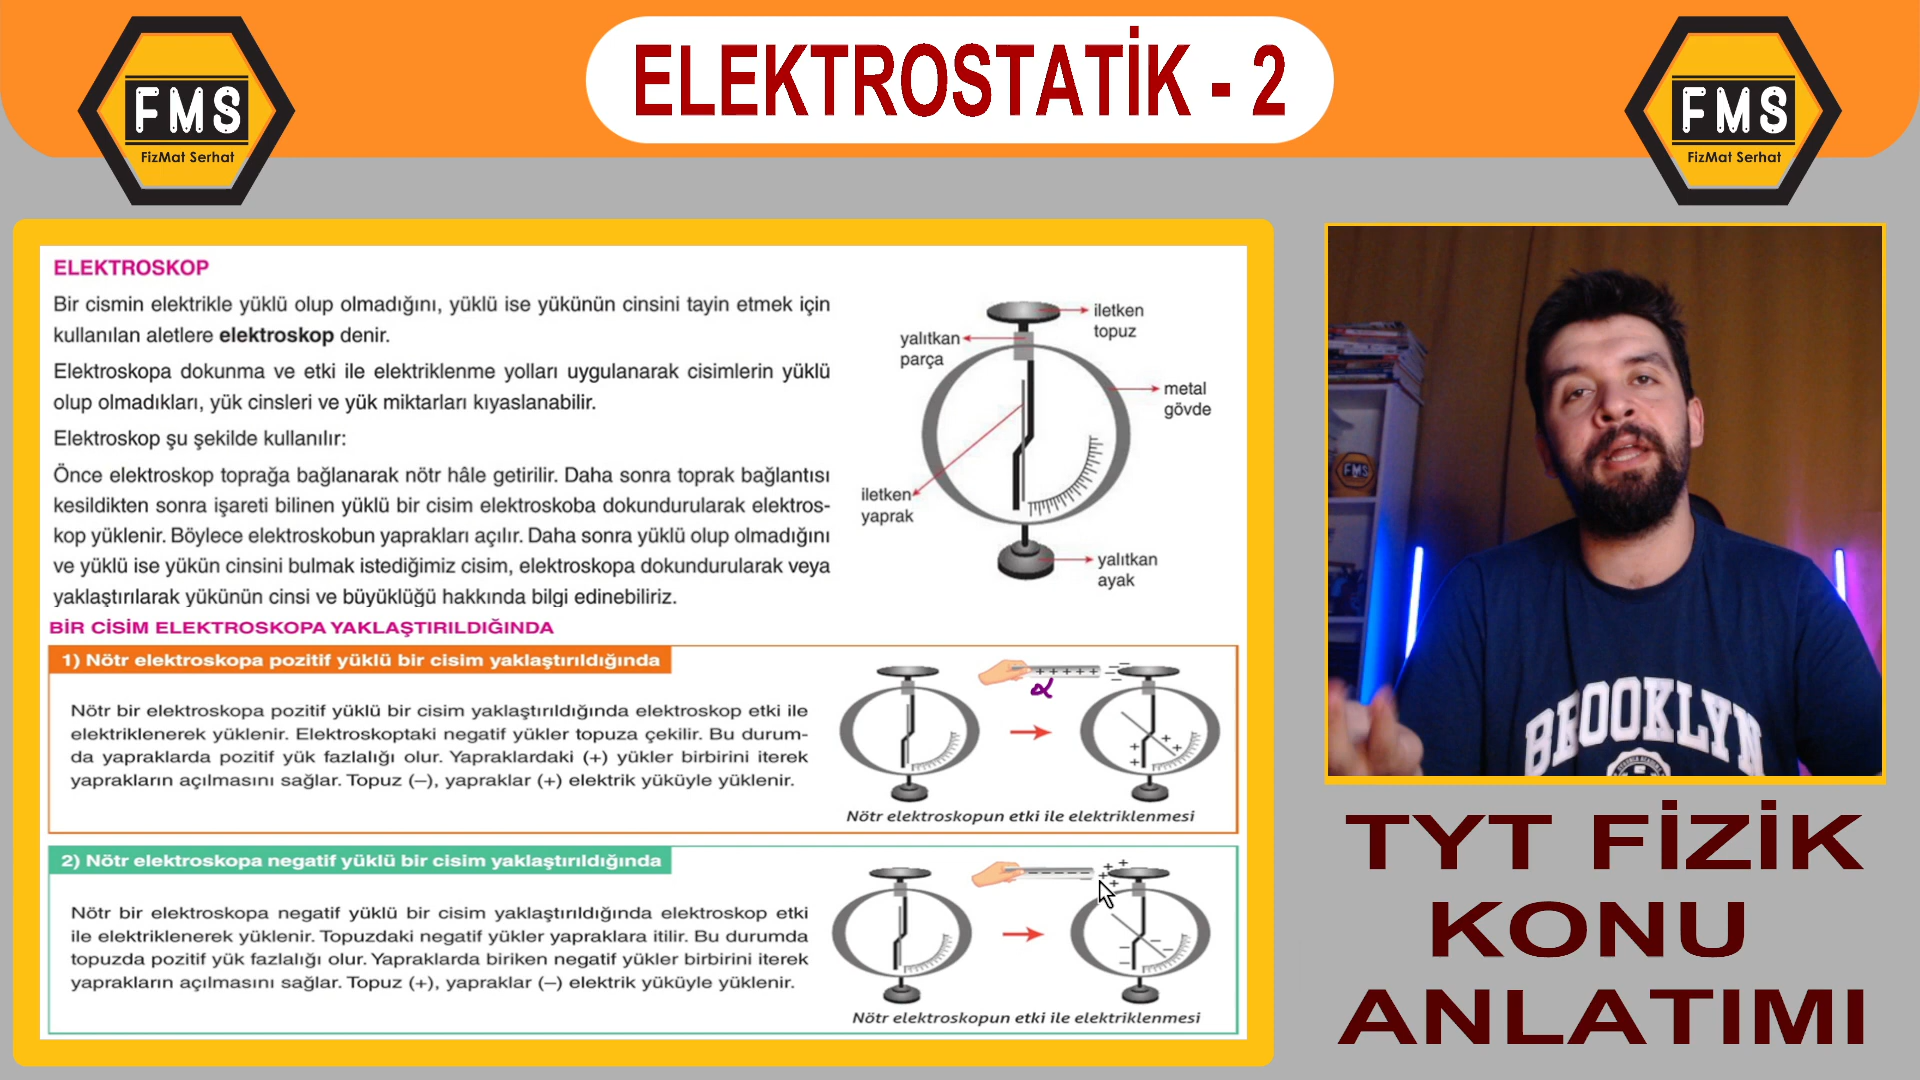 ELEKTROSTATİK - 2
FMS
FizMat Serhat
FMS
FizMat Serhat
ELEKTROSKOP
Bir cismin elektrikle yüklü olup olmadığını, yüklü ise yükünün cinsini tayin etmek için
kullanılan aletlere elektroskop denir.
Elektroskopa dokunma ve etki ile elektriklenme yolları uygulanarak cisimlerin yüklü
olup olmadıkları, yük cinsleri ve yük miktarları kıyaslanabilir.
Elektroskop şu şekilde kullanılır:
Önce elektroskop toprağa bağlanarak nötr hâle getirilir. Daha sonra toprak bağlantısı
kesildikten sonra işareti bilinen yüklü bir cisim elektroskoba dokundurularak elektros-
kop yüklenir. Böylece elektroskobun yaprakları açılır. Daha sonra yüklü olup olmadığını
ve yüklü ise yükün cinsini bulmak istediğimiz cisim, elektroskopa dokundurularak veya
yaklaştırılarak yükünün cinsi ve büyüklüğü hakkında bilgi edinebiliriz.
iletken
topuz
yalıtkan
parça
metal
gövde
iletken
yaprak
yalıtkan
ayak
BİR CİSİM ELEKTROSKOPA YAKLAŞTIRILDIĞINDA
1) Nötr elektroskopa pozitif yüklü bir cisim yaklaştırıldığında
Nötr bir elektroskopa pozitif yüklü bir cisim yaklaştırıldığında elektroskop etki ile
elektriklenerek yüklenir. Elektroskoptaki negatif yükler topuza çekilir. Bu durum-
da yapraklarda pozitif yük fazlalığı olur. Yapraklardaki (+) yükler birbirini iterek
yaprakların açılmasını sağlar. Topuz (–), yapraklar (+) elektrik yüküyle yüklenir.
α
Nötr elektroskopun etki ile elektriklenmesi
2) Nötr elektroskopa negatif yüklü bir cisim yaklaştırıldığında
Nötr bir elektroskopa negatif yüklü bir cisim yaklaştırıldığında elektroskop etki
ile elektriklenerek yüklenir. Topuzdaki negatif yükler yapraklara itilir. Bu durumda
topuzda pozitif yük fazlalığı olur. Yapraklarda biriken negatif yükler birbirini iterek
yaprakların açılmasını sağlar. Topuz (+), yapraklar (–) elektrik yüküyle yüklenir.
Nötr elektroskopun etki ile elektriklenmesi
FMS
BROOKLYN
TYT FİZİK
KONU
ANLATIMI